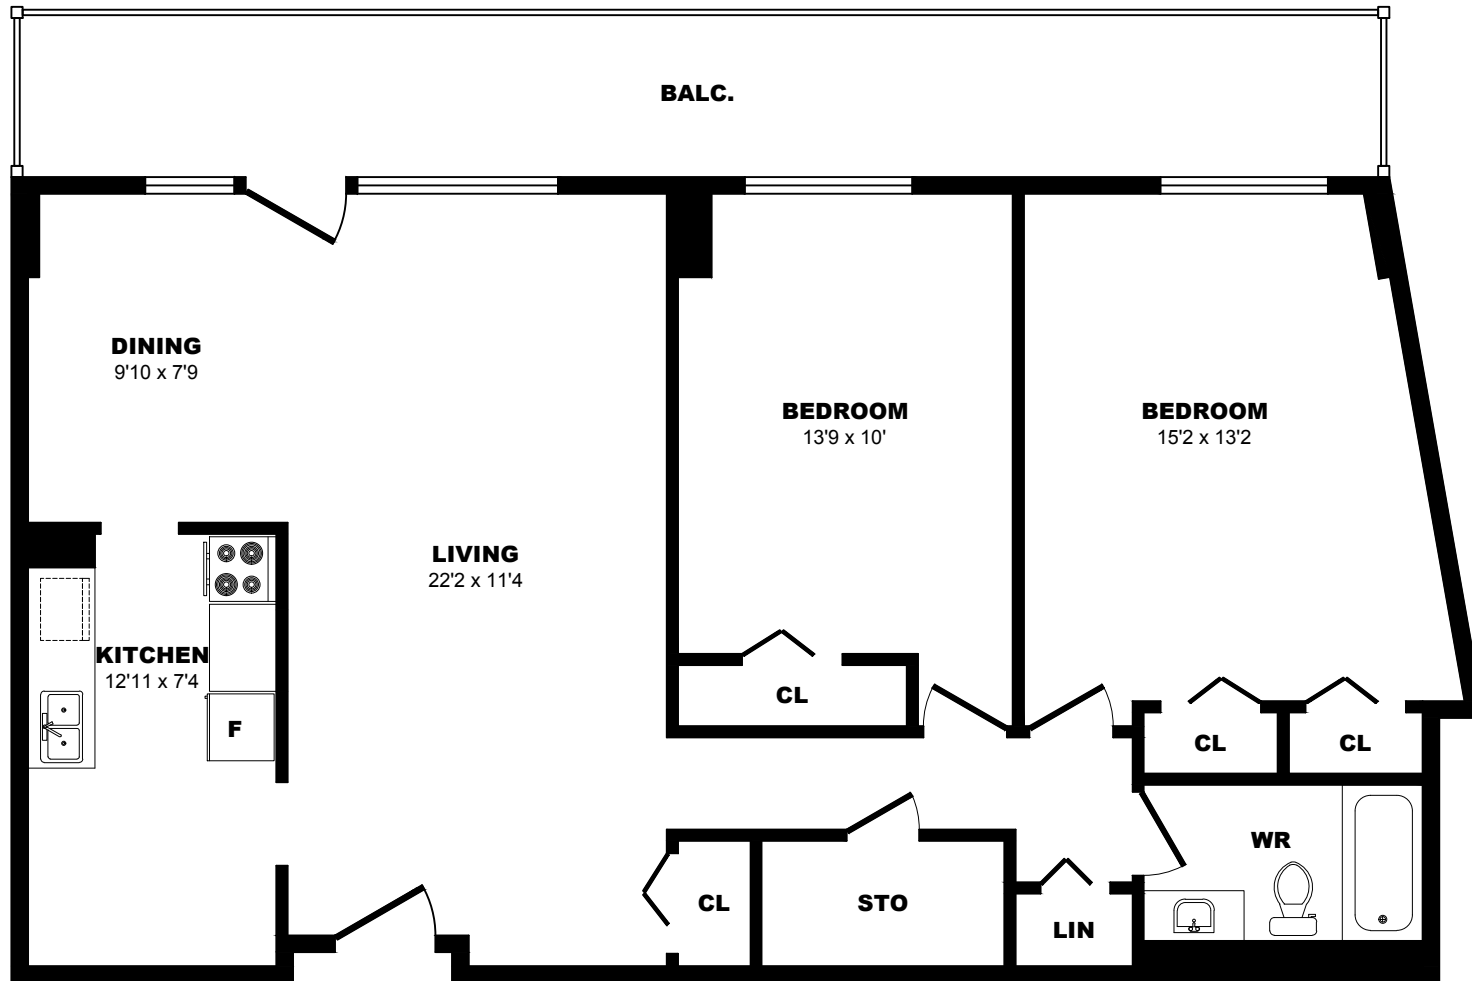 BALC.
DINING
9'10 x 7'9
BEDROOM
13'9 x 10'
BEDROOM
15'2 x 13'2
LIVING
22'2 x 11'4
KITCHEN
12'11 x 7'4
F
CL
CL
CL
WR
CL
STO
LIN